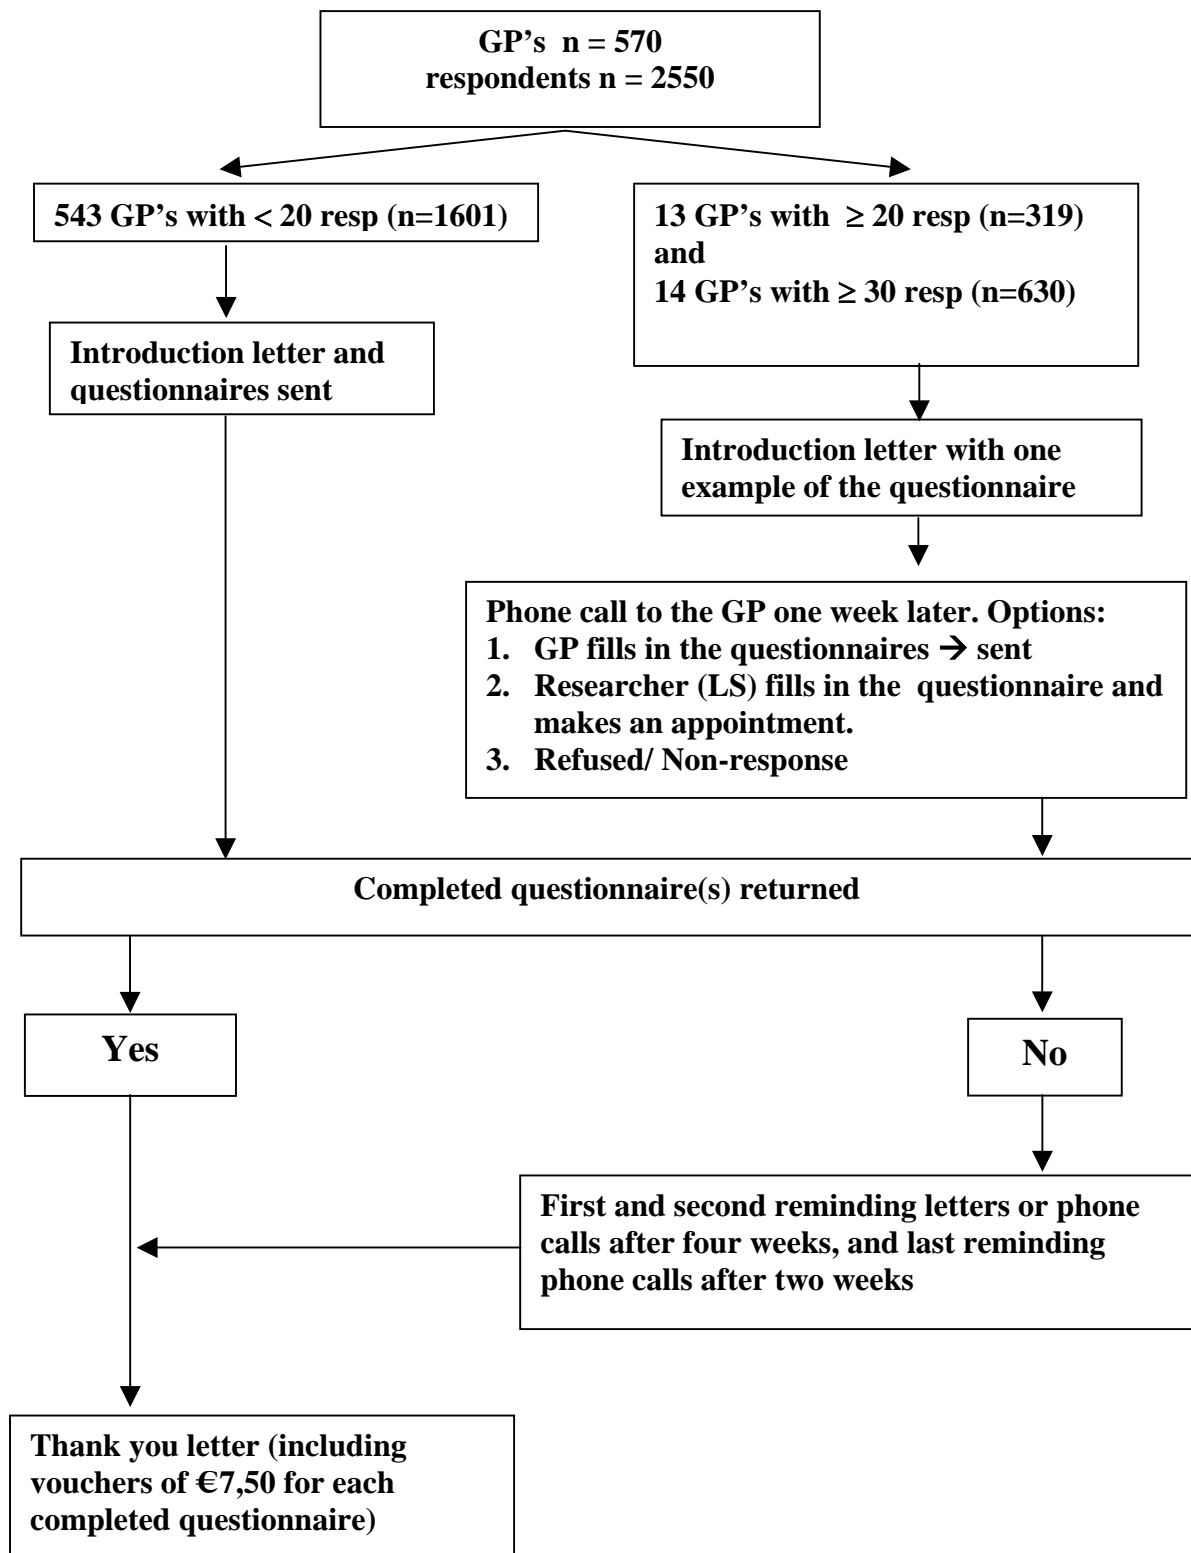 GP’s  n = 570
respondents n = 2550
543 GP’s with < 20 resp (n=1601)
13 GP’s with  ≥ 20 resp (n=319)
and
14 GP’s with ≥ 30 resp (n=630)
Introduction letter and
questionnaires sent
Introduction letter with one
example of the questionnaire
Phone call to the GP one week later. Options:
1.  GP fills in the questionnaires → sent
2.  Researcher (LS) fills in the  questionnaire and
makes an appointment.
3.  Refused/ Non-response
Completed questionnaire(s) returned
Yes
No
First and second reminding letters or phone
calls after four weeks, and last reminding
phone calls after two weeks
Thank you letter (including
vouchers of €7,50 for each
completed questionnaire)